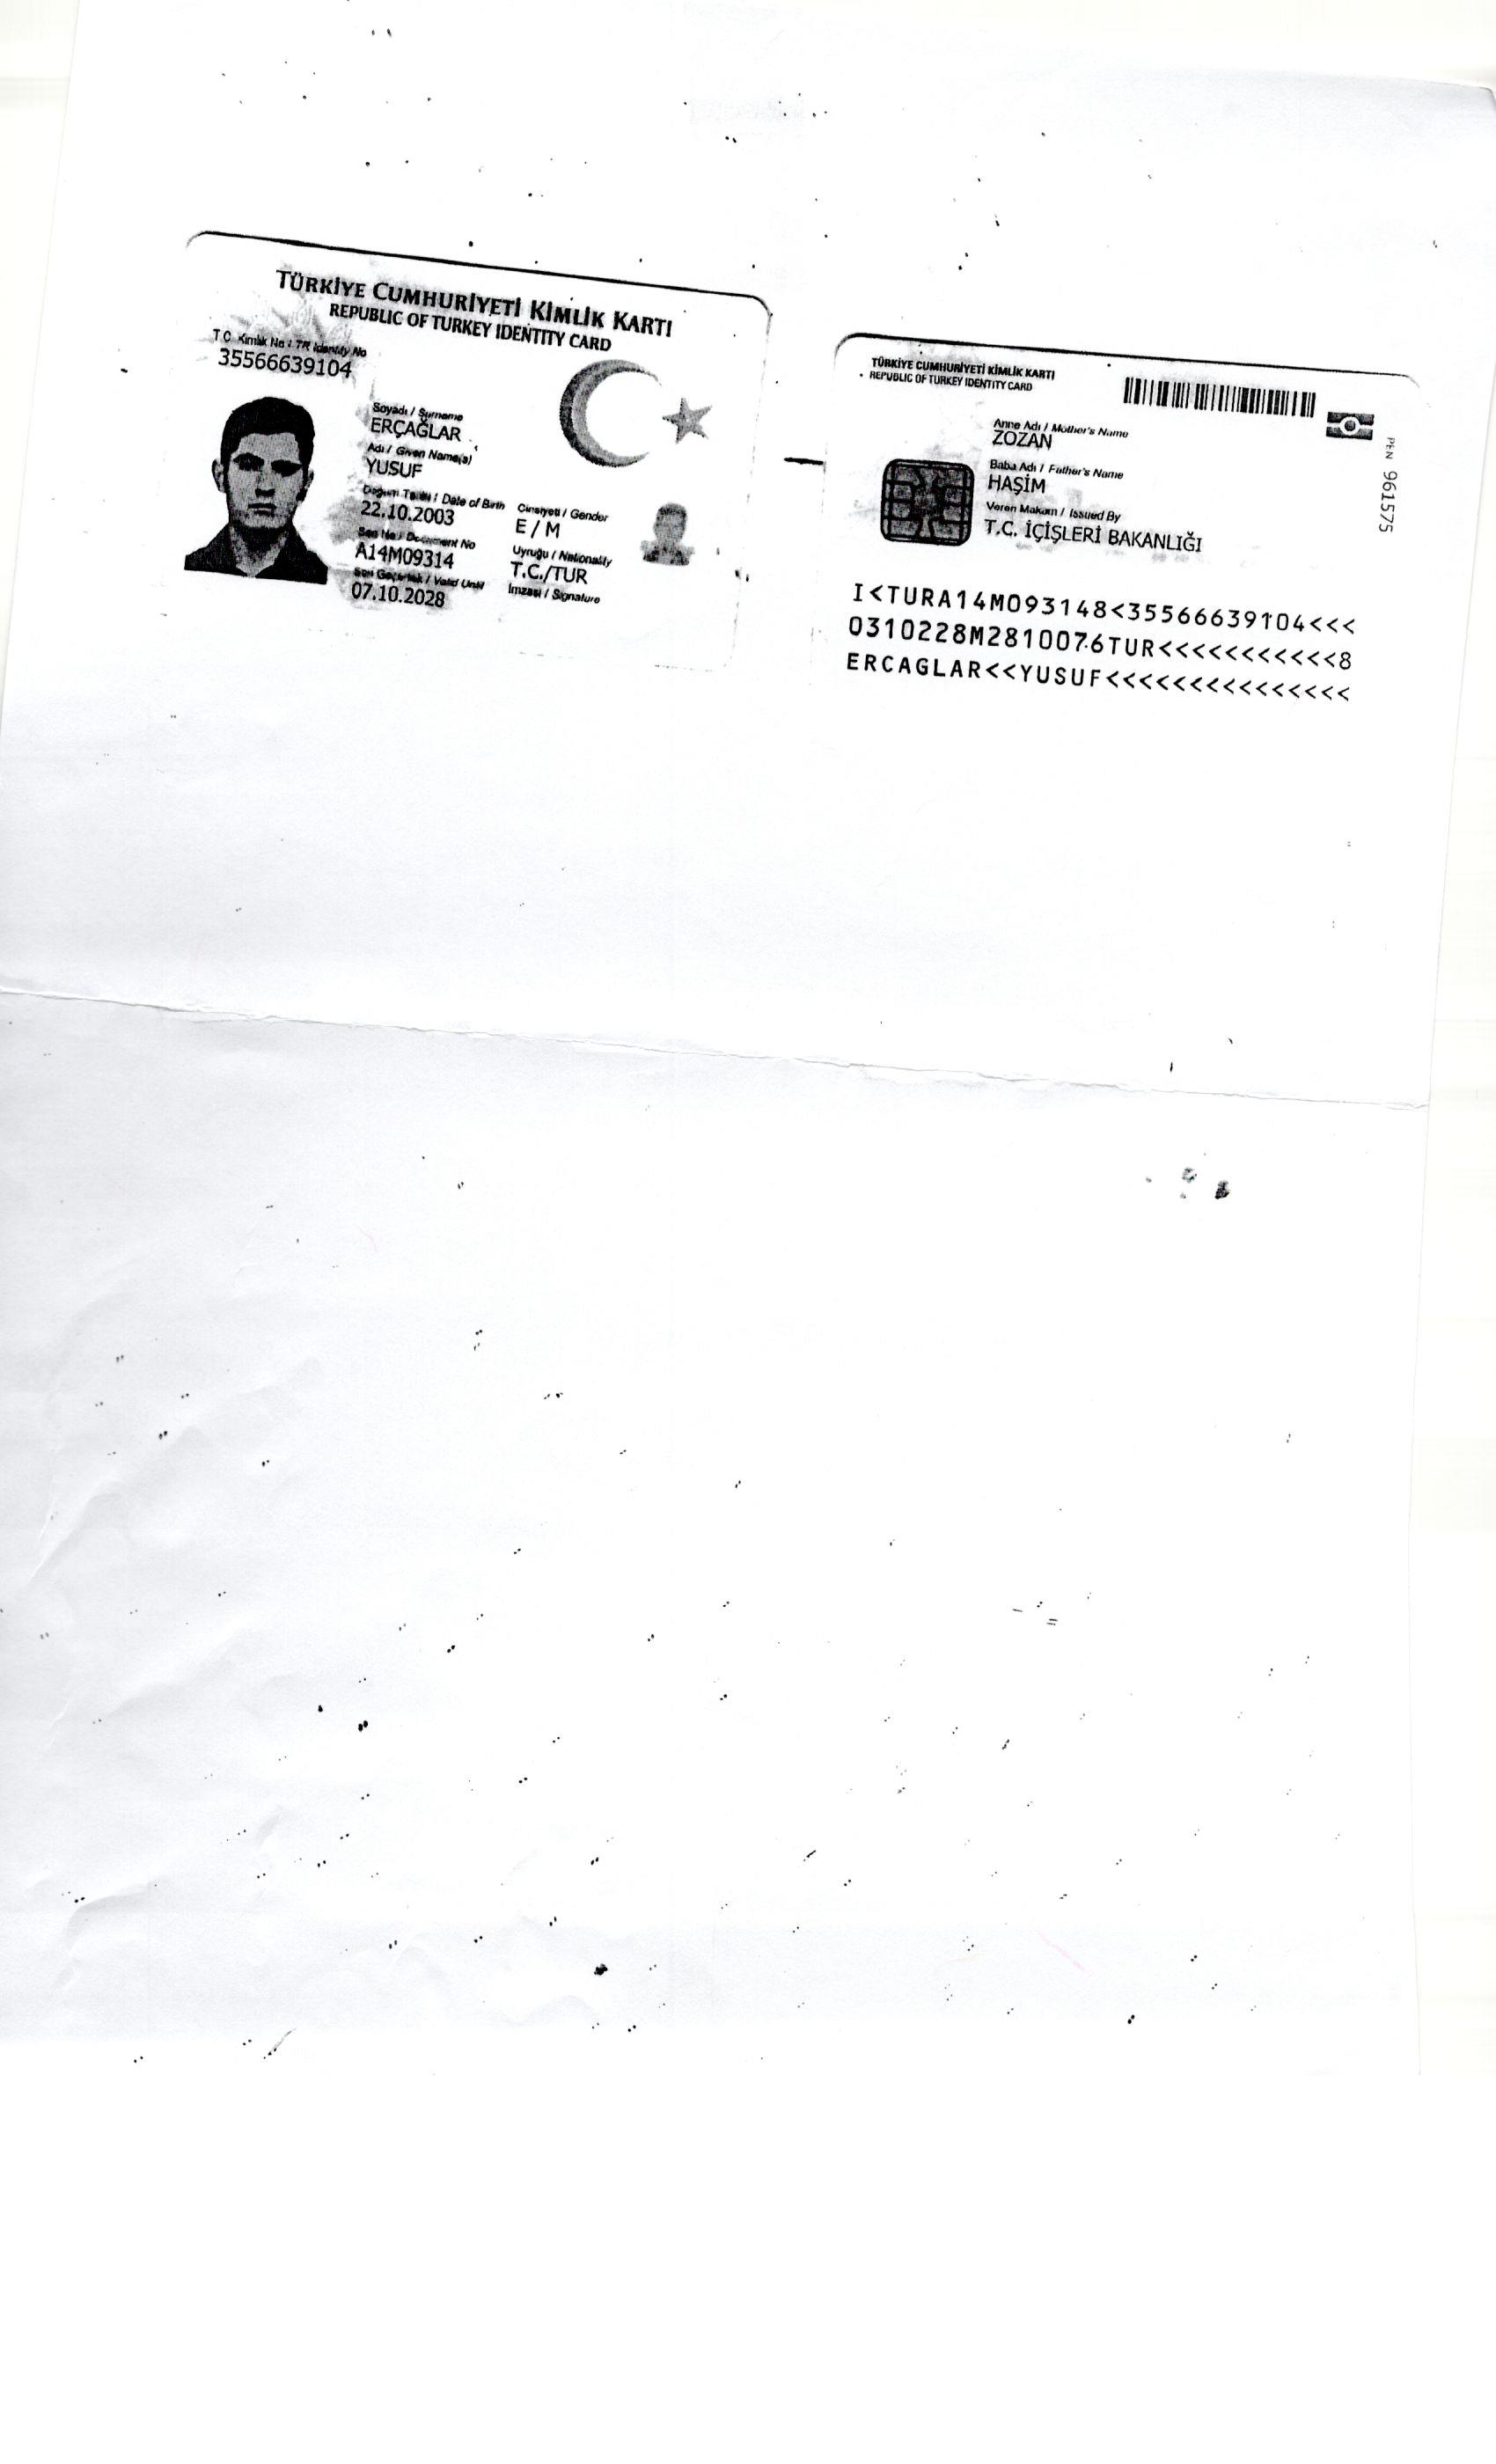 TÜRKİYE CUMHURİYETİ KİMLİK KARTI
REPUBLIC OF TURKEY IDENTITY CARD
T.C. Kimlik No / TR Identity No
35566639104
Soyadı / Surname
ERÇAĞLAR
Adı / Given Name(s)
YUSUF
Doğum Tarihi / Date of Birth
22.10.2003
Cinsiyeti / Gender
E / M
Seri No / Document No
A14M09314
Uyruğu / Nationality
T.C./TUR
Son Geçerlilik / Valid Until
07.10.2028
İmzası / Signature
TÜRKİYE CUMHURİYETİ KİMLİK KARTI
REPUBLIC OF TURKEY IDENTITY CARD
Anne Adı / Mother's Name
ZOZAN
Baba Adı / Father's Name
HAŞİM
Veren Makam / Issued By
T.C. İÇİŞLERİ BAKANLIĞI
PEN 961575
I<TURA14M093148<35566639104<<<
0310228M2810076TUR<<<<<<<<<<<8
ERCAGLAR<<YUSUF<<<<<<<<<<<<<<<